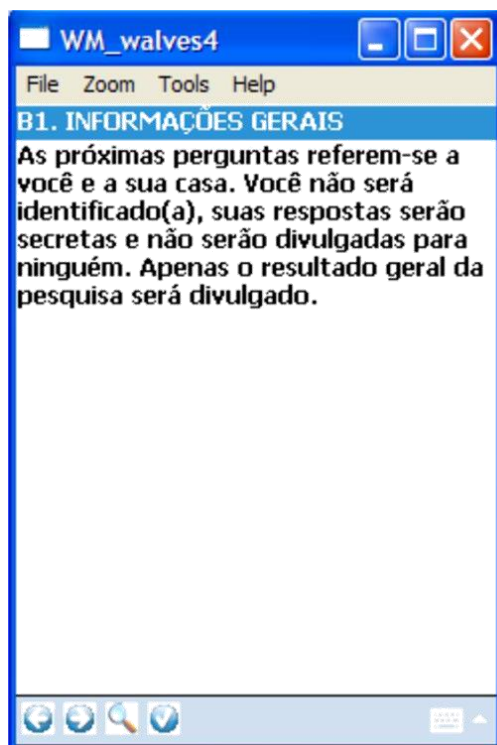 WM_walves4
File Zoom Tools Help
B1. INFORMAÇÕES GERAIS
As próximas perguntas referem-se a
você e a sua casa. Você não será
identificado(a), suas respostas serão
secretas e não serão divulgadas para
ninguém. Apenas o resultado geral da
pesquisa será divulgado.